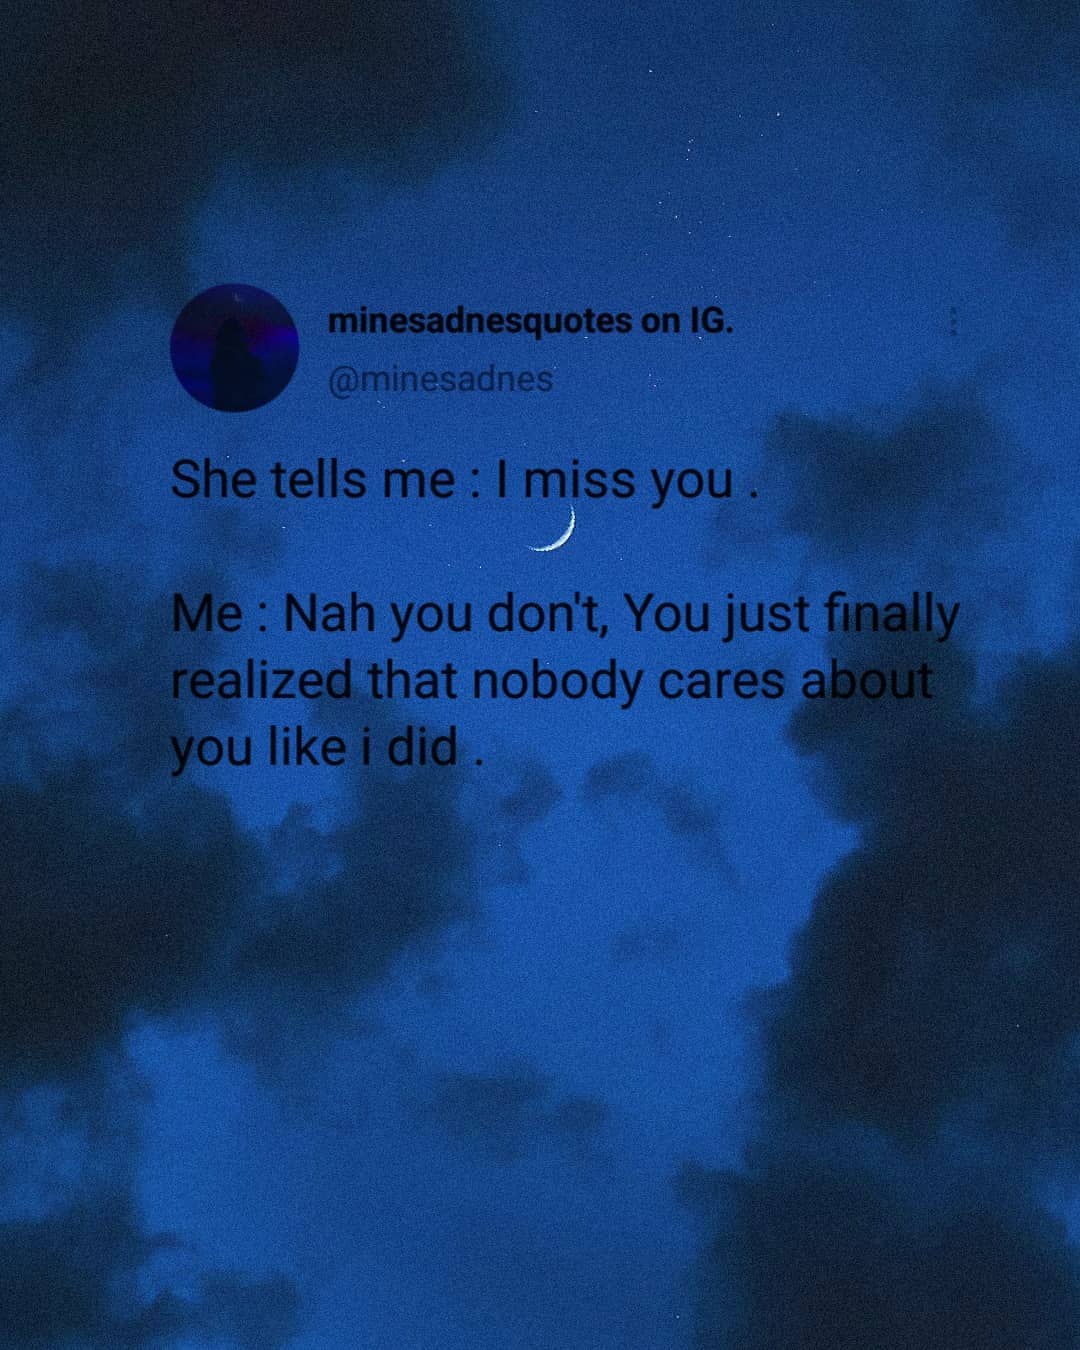 minesadnesquotes on IG.
@minesadnes
She tells me : I miss you .
Me : Nah you don't, You just finally
realized that nobody cares about
you like i did .